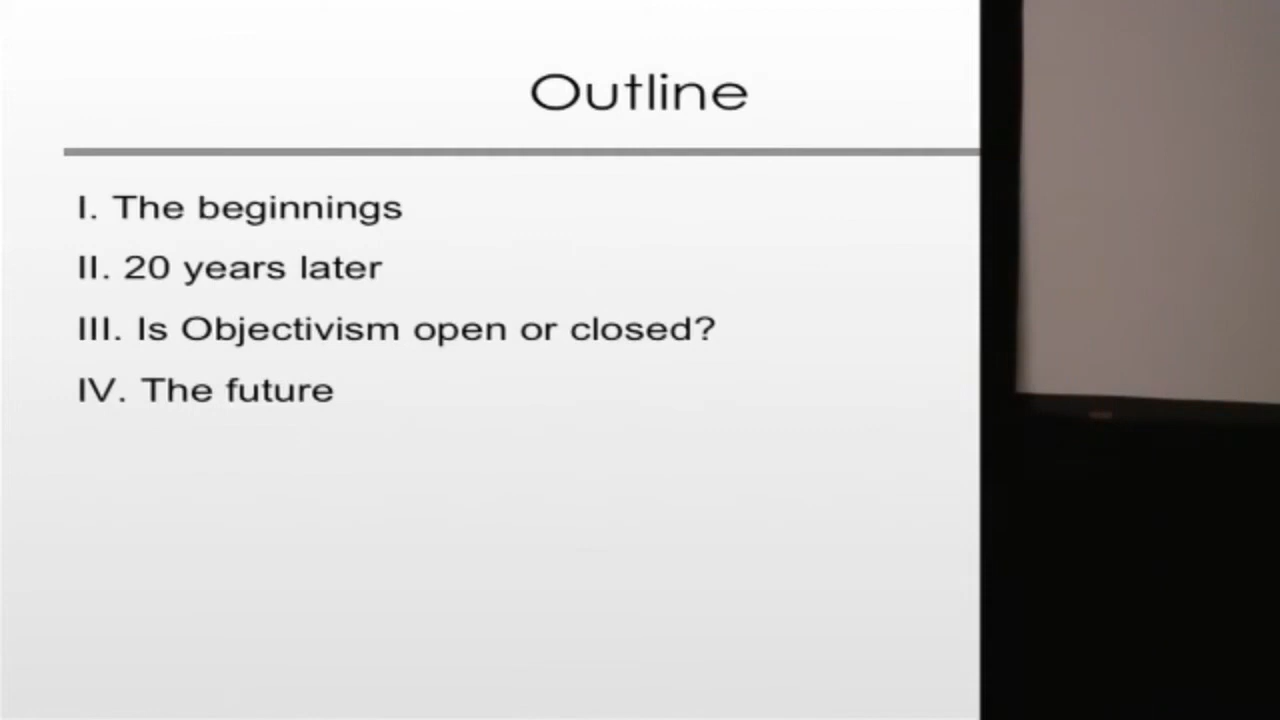 Outline
I. The beginnings
II. 20 years later
III. Is Objectivism open or closed?
IV. The future